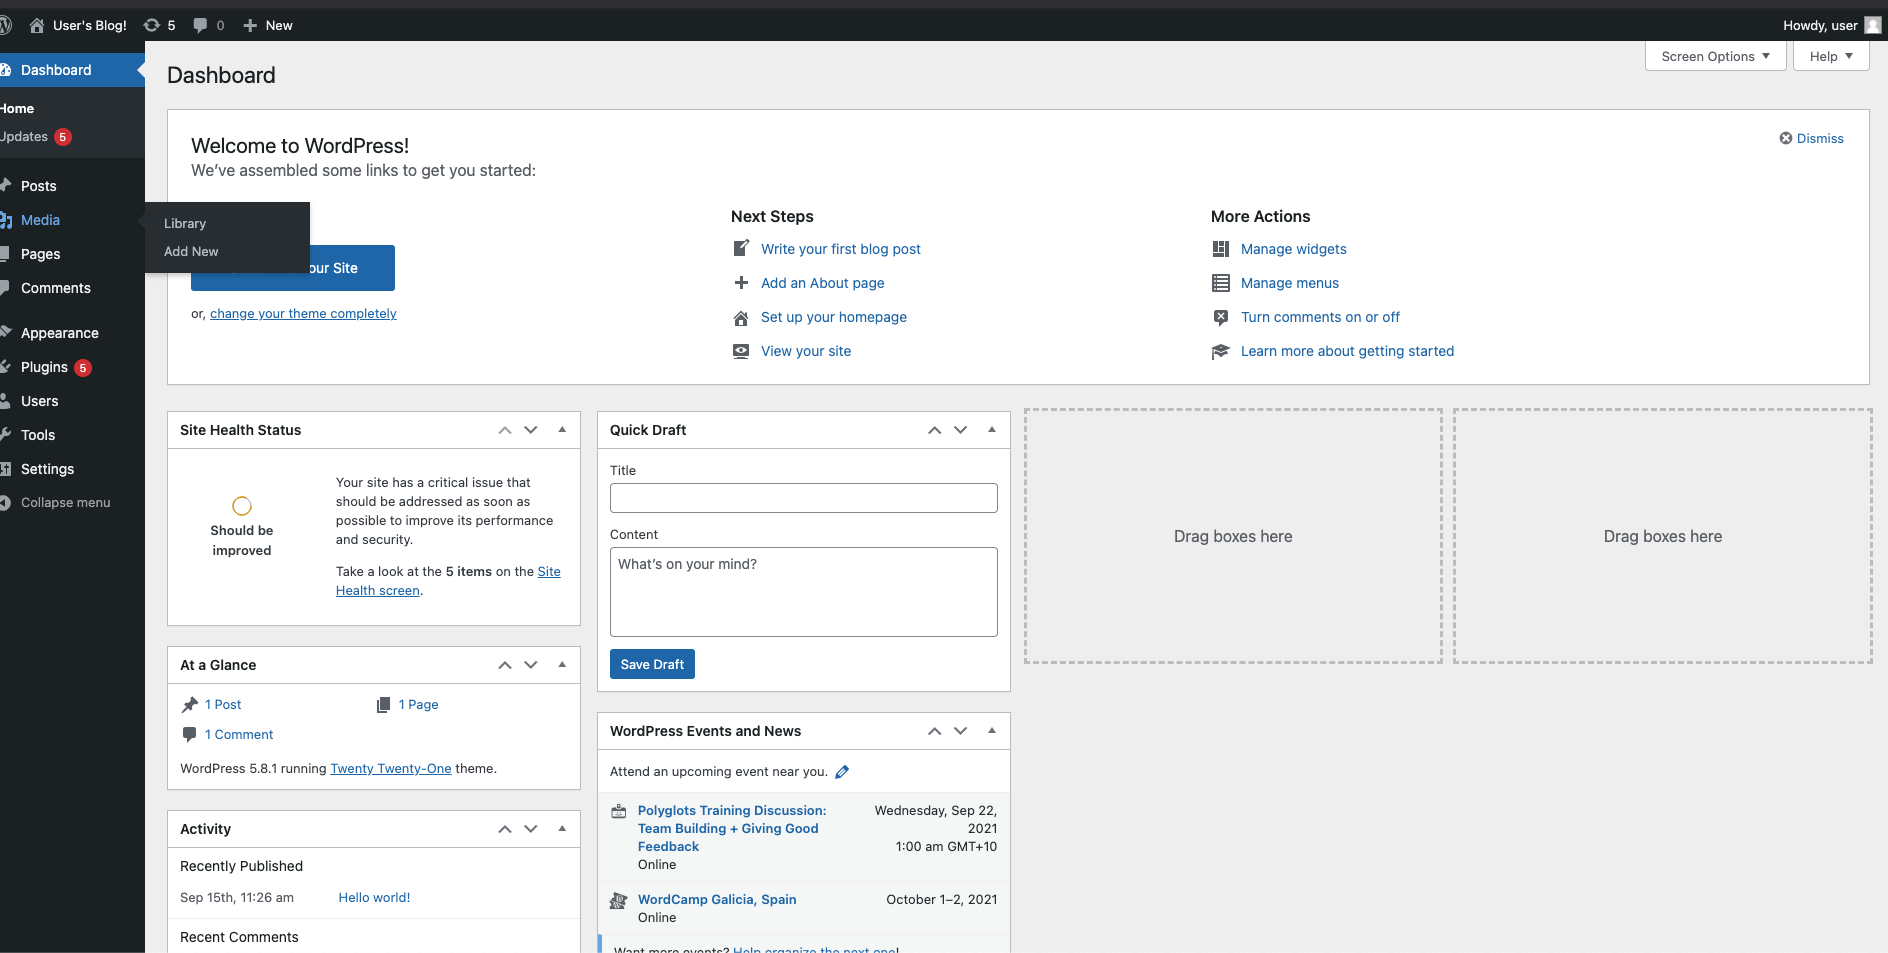 User's Blog!
5
0
New
Howdy, user
Dashboard
Home
Updates 5
Posts
Media
Library
Add New
Pages
Comments
Appearance
Plugins 5
Users
Tools
Settings
Collapse menu
Dashboard
Screen Options
Help
Welcome to WordPress!
We've assembled some links to get you started:
Dismiss
our Site
or, change your theme completely
Next Steps
Write your first blog post
Add an About page
Set up your homepage
View your site
More Actions
Manage widgets
Manage menus
Turn comments on or off
Learn more about getting started
Site Health Status
Should be
improved
Your site has a critical issue that
should be addressed as soon as
possible to improve its performance
and security.
Take a look at the 5 items on the Site
Health screen.
At a Glance
1 Post
1 Page
1 Comment
WordPress 5.8.1 running Twenty Twenty-One theme.
Activity
Recently Published
Sep 15th, 11:26 am
Hello world!
Recent Comments
Quick Draft
Title
Content
What's on your mind?
Save Draft
WordPress Events and News
Attend an upcoming event near you.
Polyglots Training Discussion:
Team Building + Giving Good
Feedback
Online
Wednesday, Sep 22,
2021
1:00 am GMT+10
WordCamp Galicia, Spain
Online
October 1–2, 2021
Want more events? Help organize the next one!
Drag boxes here
Drag boxes here